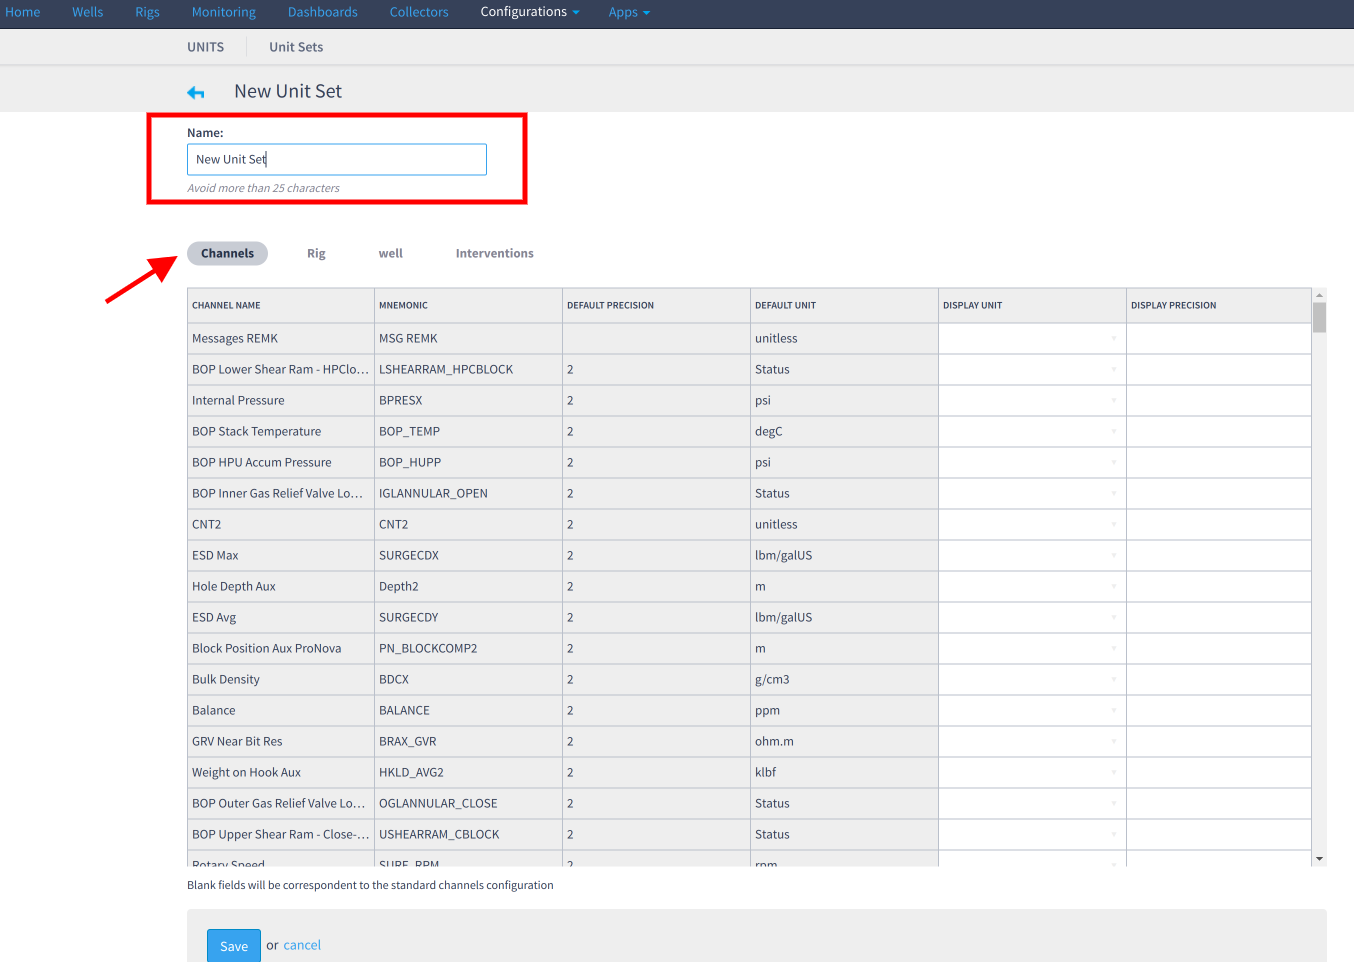 Home Wells Rigs Monitoring Dashboards Collectors Configurations Apps
UNITS Unit Sets
New Unit Set
Name:
New Unit Set
Avoid more than 25 characters
Channels Rig well Interventions
CHANNEL NAME MNEMONIC DEFAULT PRECISION DEFAULT UNIT DISPLAY UNIT DISPLAY PRECISION
Messages REMK MSG REMK unitless
BOP Lower Shear Ram - HPClo... LSHEARRAM_HPCBLOCK 2 Status
Internal Pressure BPRESX 2 psi
BOP Stack Temperature BOP_TEMP 2 degC
BOP HPU Accum Pressure BOP_HUPP 2 psi
BOP Inner Gas Relief Valve Lo... IGLANNULAR_OPEN 2 Status
CNT2 CNT2 2 unitless
ESD Max SURGECDX 2 lbm/galUS
Hole Depth Aux Depth2 2 m
ESD Avg SURGECDY 2 lbm/galUS
Block Position Aux ProNova PN_BLOCKCOMP2 2 m
Bulk Density BDCX 2 g/cm3
Balance BALANCE 2 ppm
GRV Near Bit Res BRAX_GVR 2 ohm.m
Weight on Hook Aux HKLD_AVG2 2 klbf
BOP Outer Gas Relief Valve Lo... OGLANNULAR_CLOSE 2 Status
BOP Upper Shear Ram - Close-... USHEARRAM_CBLOCK 2 Status
Rotary Speed SURF_RPM 2 rpm
Blank fields will be correspondent to the standard channels configuration
Save or cancel